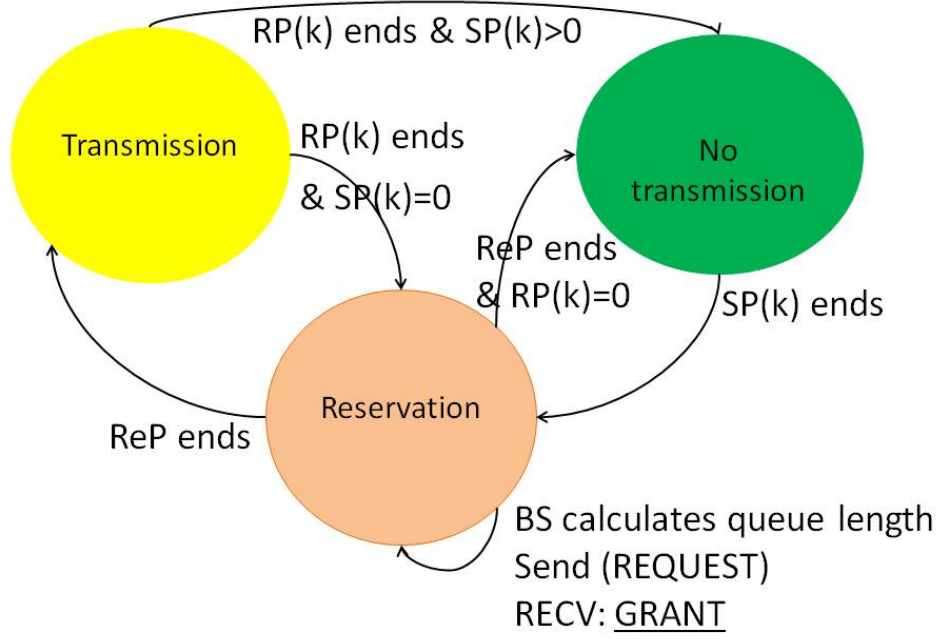 RP(k) ends & SP(k)>0
Transmission
RP(k) ends
& SP(k)=0
No
transmission
ReP ends
& RP(k)=0
SP(k) ends
Reservation
ReP ends
BS calculates queue length
Send (REQUEST)
RECV: GRANT